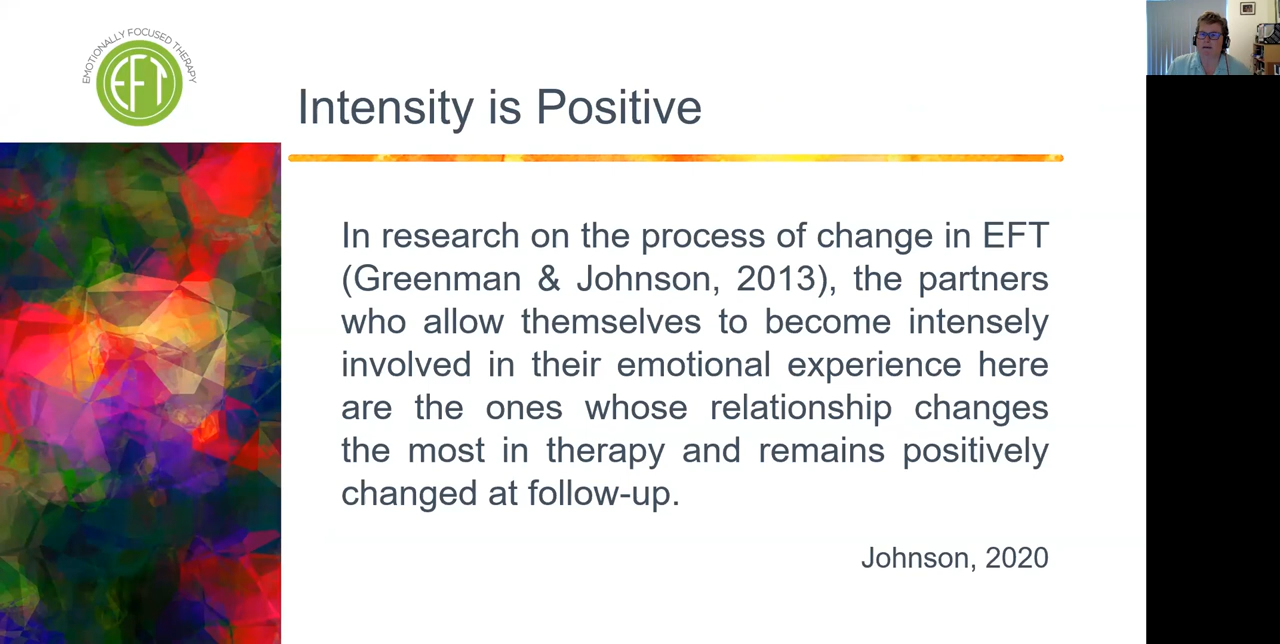 EMOTIONALLY FOCUSED THERAPY
EFT
Intensity is Positive
In research on the process of change in EFT
(Greenman & Johnson, 2013), the partners
who allow themselves to become intensely
involved in their emotional experience here
are the ones whose relationship changes
the most in therapy and remains positively
changed at follow-up.
Johnson, 2020